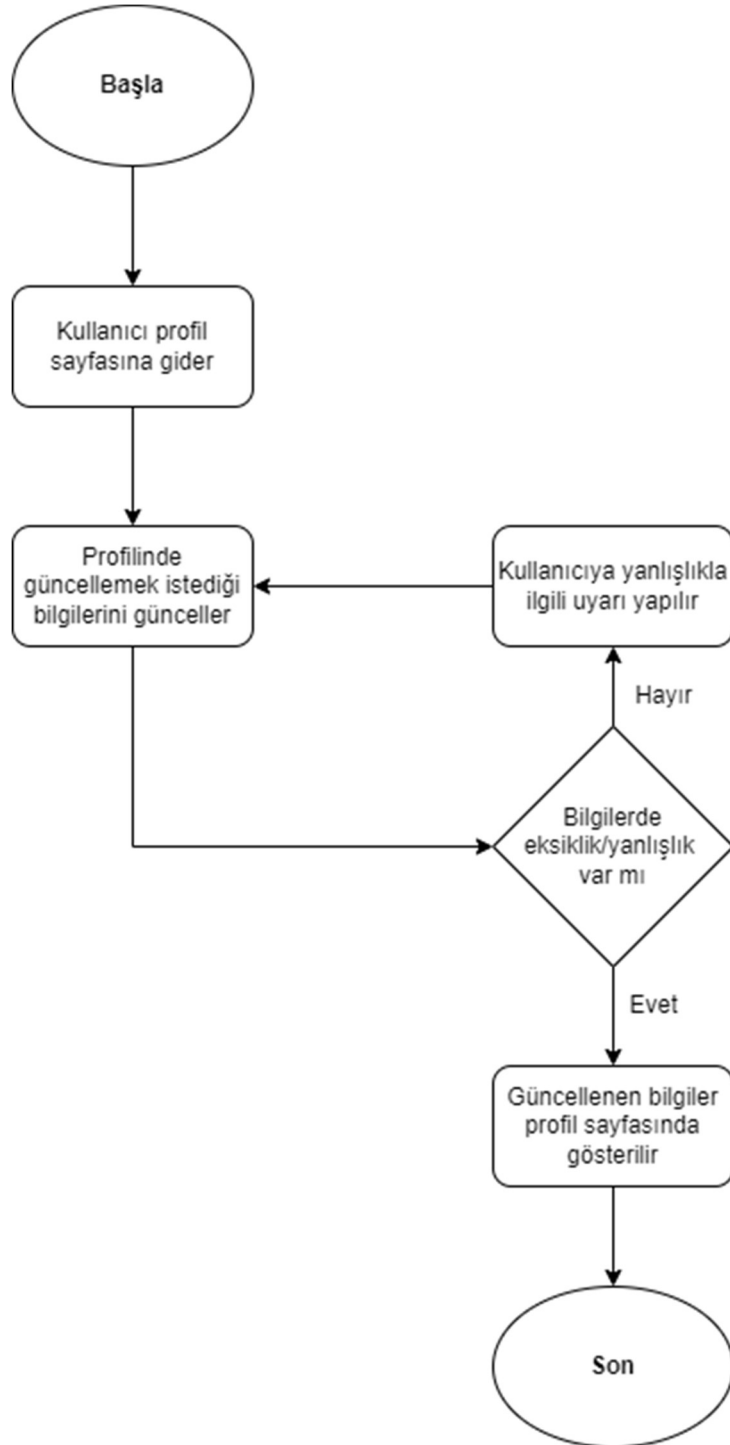 Başla
Kullanıcı profil
sayfasına gider
Profilinde
güncellemek istediği
bilgilerini günceller
Kullanıcıya yanlışlıkla
ilgili uyarı yapılır
Hayır
Bilgilerde
eksiklik/yanlışlık
var mı
Evet
Güncellenen bilgiler
profil sayfasında
gösterilir
Son